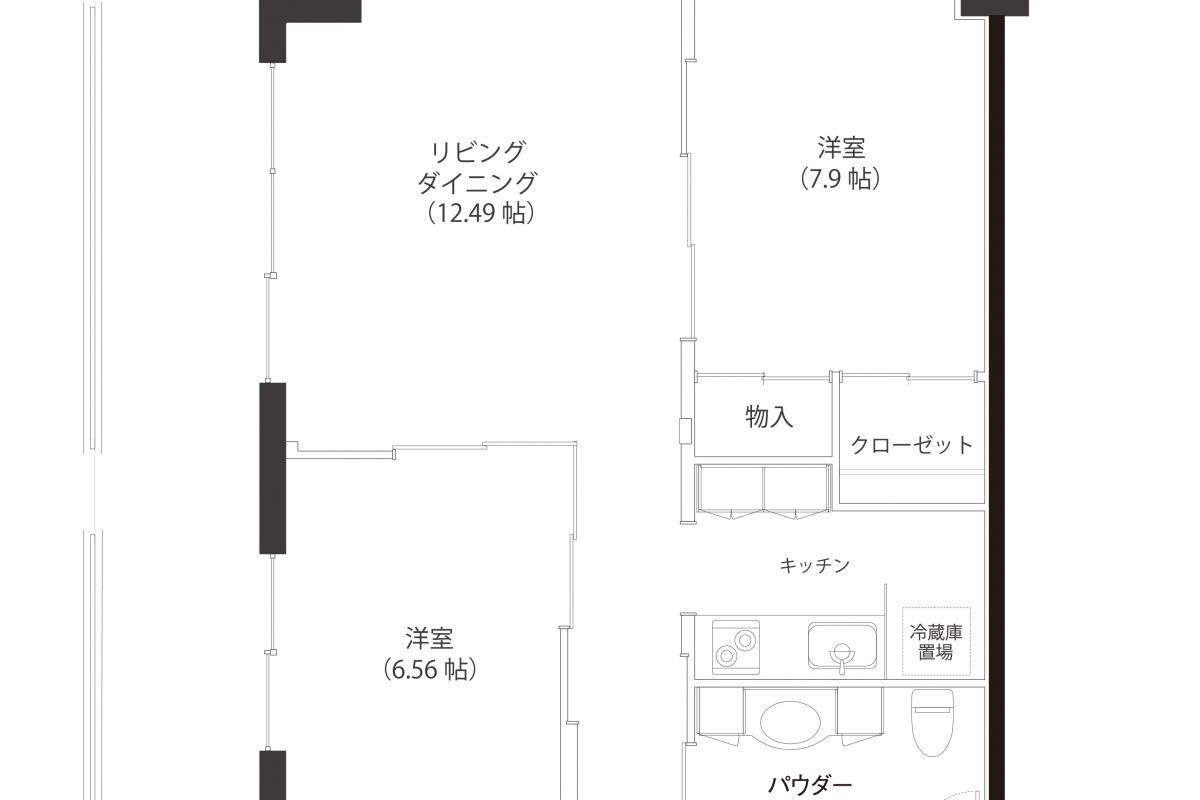 リビング
ダイニング
（12.49 帖）
洋室
（7.9 帖）
物入
クローゼット
キッチン
冷蔵庫
置場
洋室
（6.56 帖）
パウダー